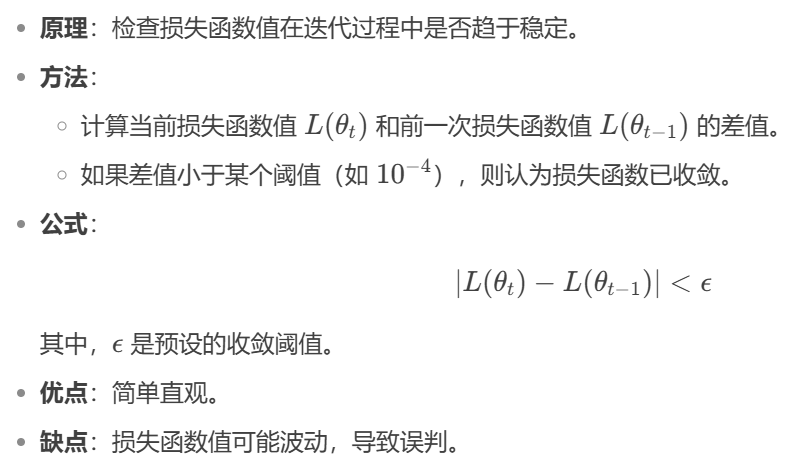 • 原理：检查损失函数值在迭代过程中是否趋于稳定。
• 方法：
◦ 计算当前损失函数值 L(θ_t) 和前一次损失函数值 L(θ_{t−1}) 的差值。
◦ 如果差值小于某个阈值（如 10^{−4}），则认为损失函数已收敛。
• 公式：
|L(θ_t) − L(θ_{t−1})| < ϵ
其中，ϵ 是预设的收敛阈值。
• 优点：简单直观。
• 缺点：损失函数值可能波动，导致误判。